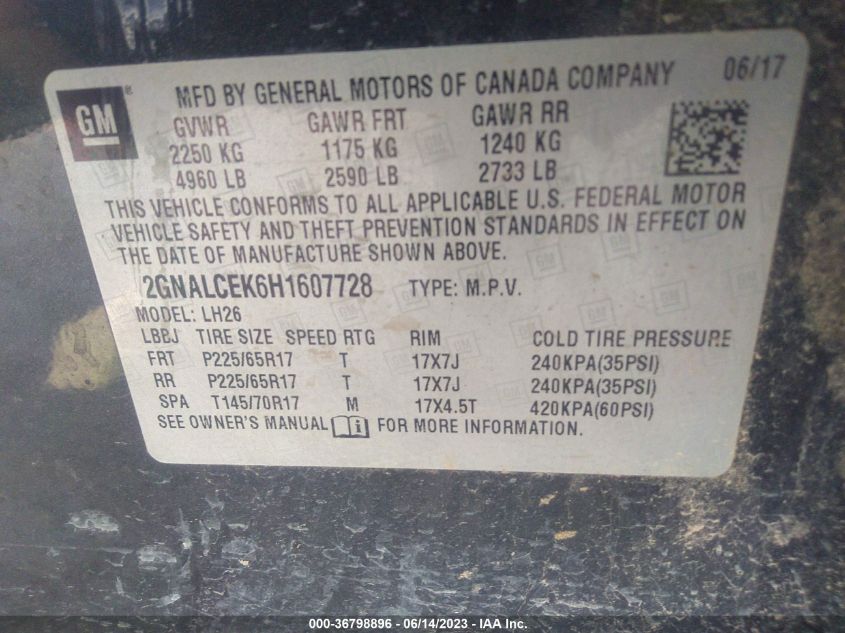 GM ®
MFD BY GENERAL MOTORS OF CANADA COMPANY 06/17
GVWR GAWR FRT GAWR RR
2250 KG 1175 KG 1240 KG
4960 LB 2590 LB 2733 LB
THIS VEHICLE CONFORMS TO ALL APPLICABLE U.S. FEDERAL MOTOR
VEHICLE SAFETY AND THEFT PREVENTION STANDARDS IN EFFECT ON
THE DATE OF MANUFACTURE SHOWN ABOVE.
2GNALCEK6H1607728 TYPE: M.P.V.
MODEL: LH26
LBBJ TIRE SIZE SPEED RTG RIM COLD TIRE PRESSURE
FRT P225/65R17 T 17X7J 240KPA(35PSI)
RR P225/65R17 T 17X7J 240KPA(35PSI)
SPA T145/70R17 M 17X4.5T 420KPA(60PSI)
SEE OWNER'S MANUAL i FOR MORE INFORMATION.
000-36798896 - 06/14/2023 - IAA Inc.